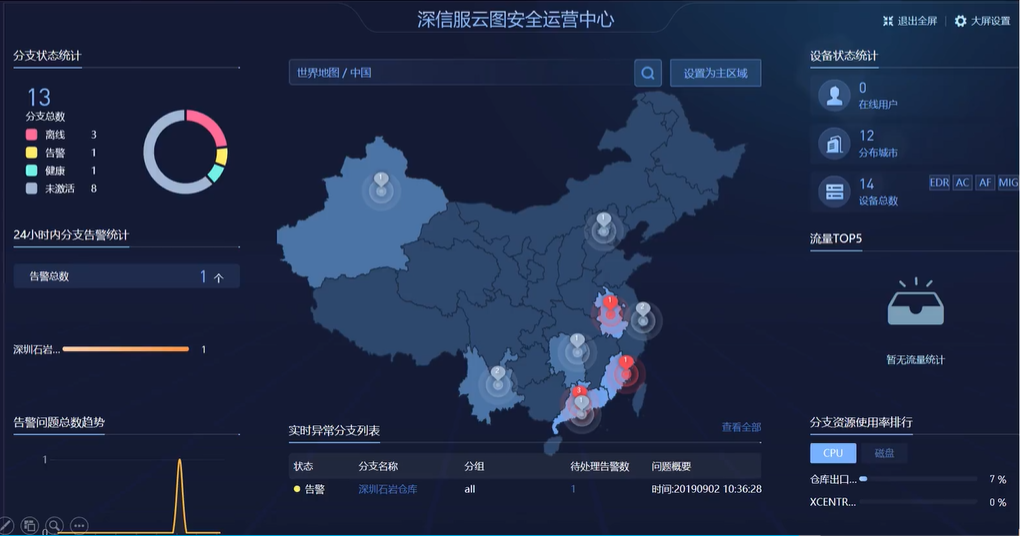 深信服云图安全运营中心
退出全屏
大屏设置
分支状态统计
13
分支总数
离线 3
告警 1
健康 1
未激活 8
24小时内分支告警统计
告警总数 1 个
深圳石岩... 1
告警问题总数趋势
1
0
世界地图 / 中国
设置为主区域
1
1
1
2
1
1
2
3
1
实时异常分支列表
查看全部
状态 分支名称 分组 待处理告警数 问题概要
告警 深圳石岩仓库 all 1 时间:20190902 10:36:28
设备状态统计
0
在线用户
12
分布城市
14
设备总数
EDR AC AF MIG
流量TOP5
暂无流量统计
分支资源使用率排行
CPU 磁盘
仓库出口... 7 %
XCENTR... 0 %